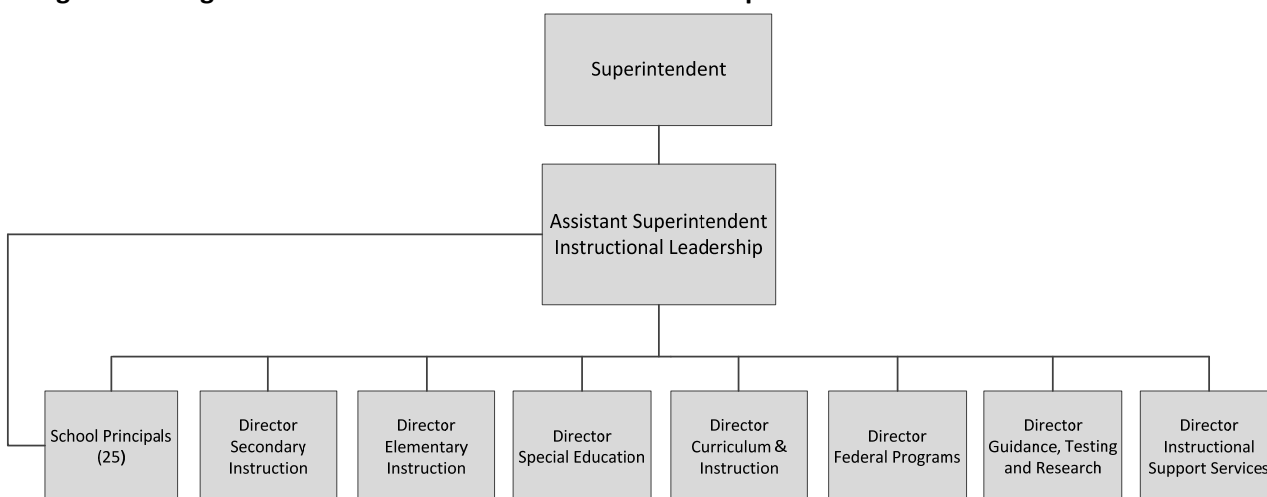 Superintendent
Assistant Superintendent
Instructional Leadership
School Principals
(25)
Director
Secondary
Instruction
Director
Elementary
Instruction
Director
Special Education
Director
Curriculum &
Instruction
Director
Federal Programs
Director
Guidance, Testing
and Research
Director
Instructional
Support Services